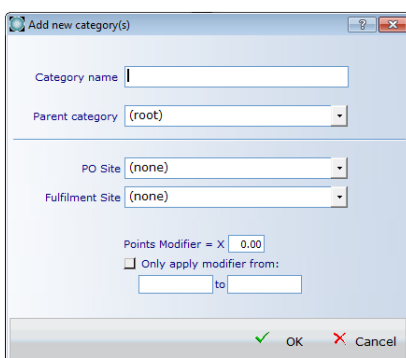 Add new category(s)
Category name
Parent category (root)
PO Site (none)
Fulfilment Site (none)
Points Modifier = X 0.00
Only apply modifier from:
to
OK Cancel